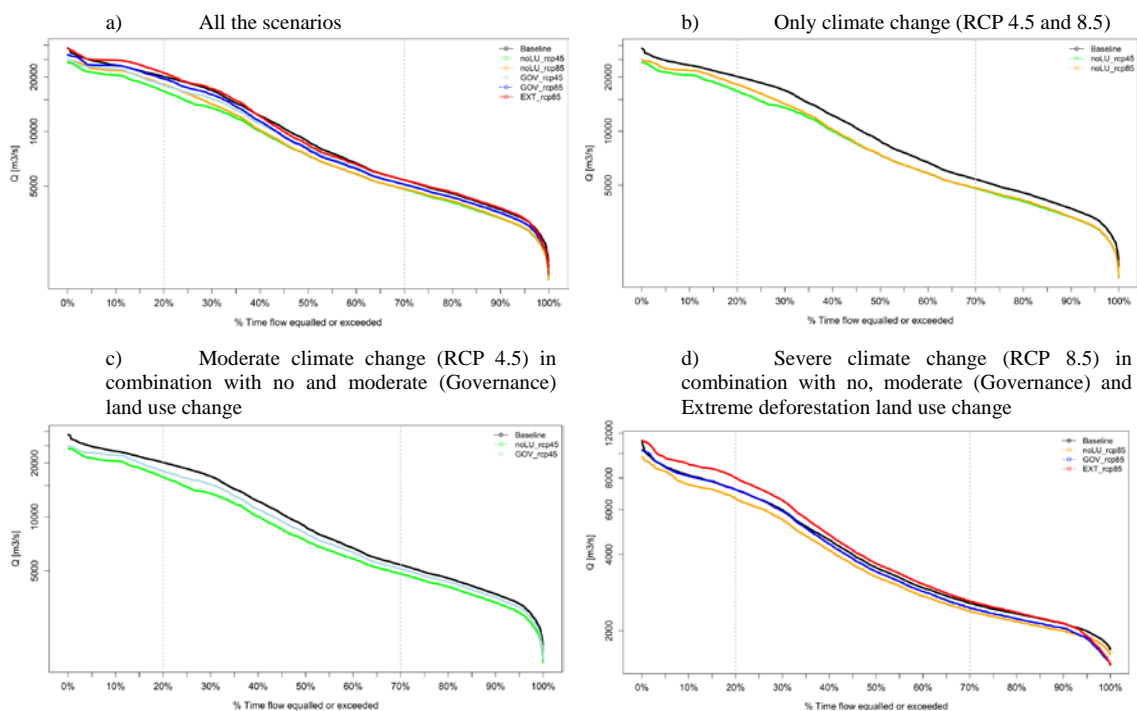 a) All the scenarios
Baseline
noLU_rcp45
noLU_rcp85
GOV_rcp45
GOV_rcp85
EXT_rcp85
Q [m3/s]
20000
10000
5000
0% 10% 20% 30% 40% 50% 60% 70% 80% 90% 100%
% Time flow equalled or exceeded
b) Only climate change (RCP 4.5 and 8.5)
Baseline
noLU_rcp45
noLU_rcp85
Q [m3/s]
20000
10000
5000
0% 10% 20% 30% 40% 50% 60% 70% 80% 90% 100%
% Time flow equalled or exceeded
c) Moderate climate change (RCP 4.5) in
combination with no and moderate (Governance)
land use change
Baseline
noLU_rcp45
GOV_rcp45
Q [m3/s]
20000
10000
5000
0% 10% 20% 30% 40% 50% 60% 70% 80% 90% 100%
% Time flow equalled or exceeded
d) Severe climate change (RCP 8.5) in
combination with no, moderate (Governance) and
Extreme deforestation land use change
Baseline
noLU_rcp85
GOV_rcp85
EXT_rcp85
Q [m3/s]
12000
8000
6000
4000
2000
0% 10% 20% 30% 40% 50% 60% 70% 80% 90% 100%
% Time flow equalled or exceeded